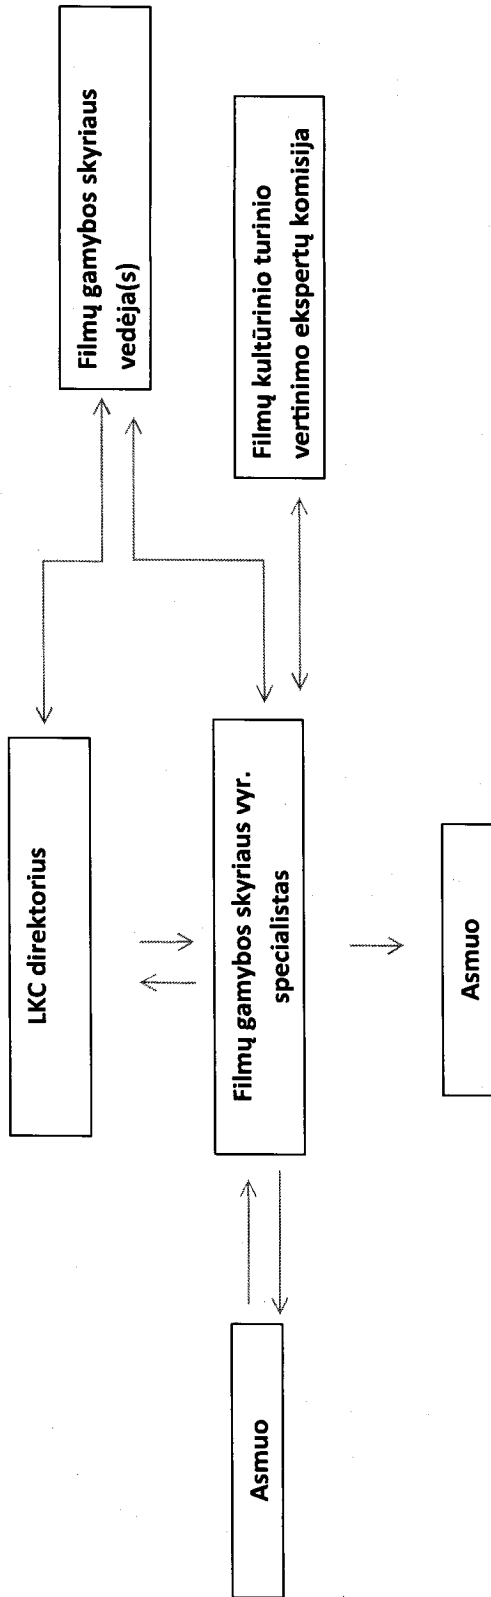 LKC direktorius
Filmų gamybos skyriaus
vedėja(s)
Asmuo
Filmų gamybos skyriaus vyr.
specialistas
Filmų kultūrinio turinio
vertinimo ekspertų komisija
Asmuo